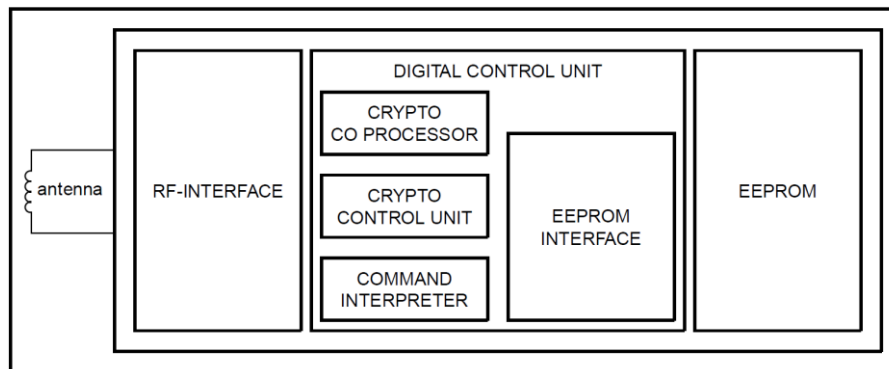 antenna
RF-INTERFACE
DIGITAL CONTROL UNIT
CRYPTO
CO PROCESSOR
CRYPTO
CONTROL UNIT
COMMAND
INTERPRETER
EEPROM
INTERFACE
EEPROM